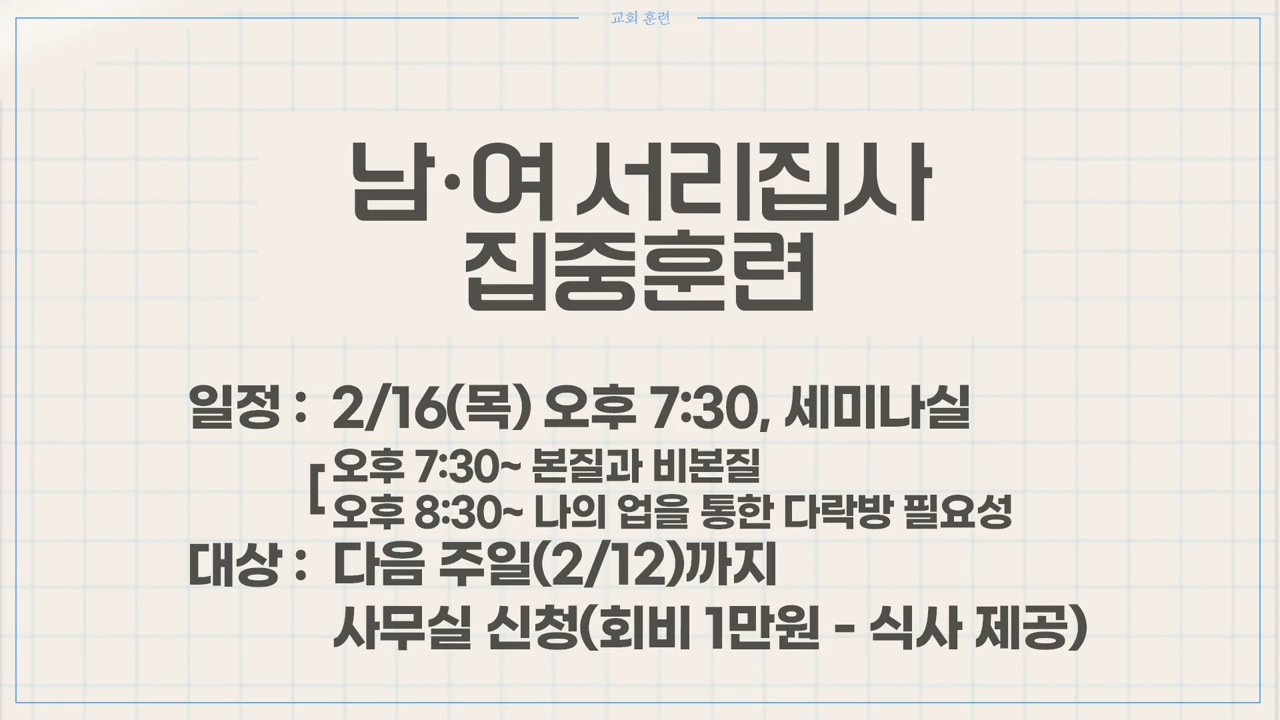 교회 훈련
남·여 서리집사
집중훈련
일정 : 2/16(목) 오후 7:30, 세미나실
오후 7:30~ 본질과 비본질
오후 8:30~ 나의 업을 통한 다락방 필요성
대상 : 다음 주일(2/12)까지
사무실 신청(회비 1만원 - 식사 제공)